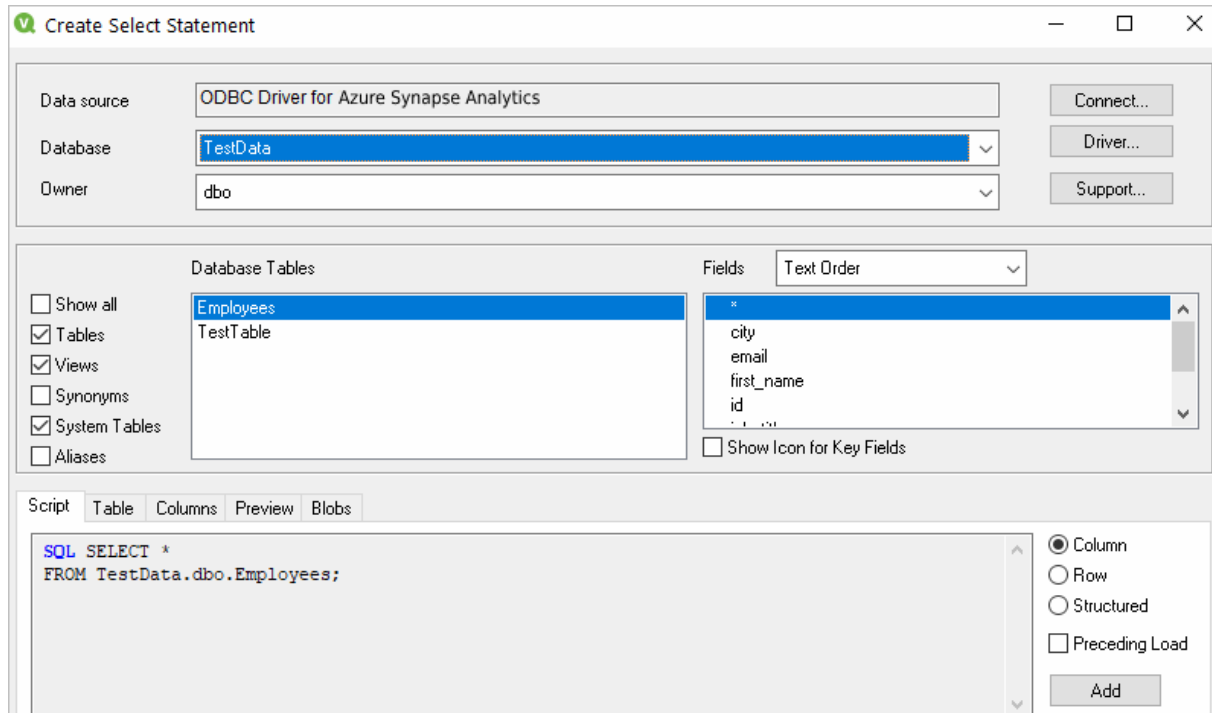 Create Select Statement
Data source
ODBC Driver for Azure Synapse Analytics
Connect...
Database
TestData
Driver...
Owner
dbo
Support...
Database Tables
Fields
Text Order
Show all
Tables
Views
Synonyms
System Tables
Aliases
Employees
TestTable
*
city
email
first_name
id
Show Icon for Key Fields
Script
Table
Columns
Preview
Blobs
SQL SELECT *
FROM TestData.dbo.Employees;
Column
Row
Structured
Preceding Load
Add